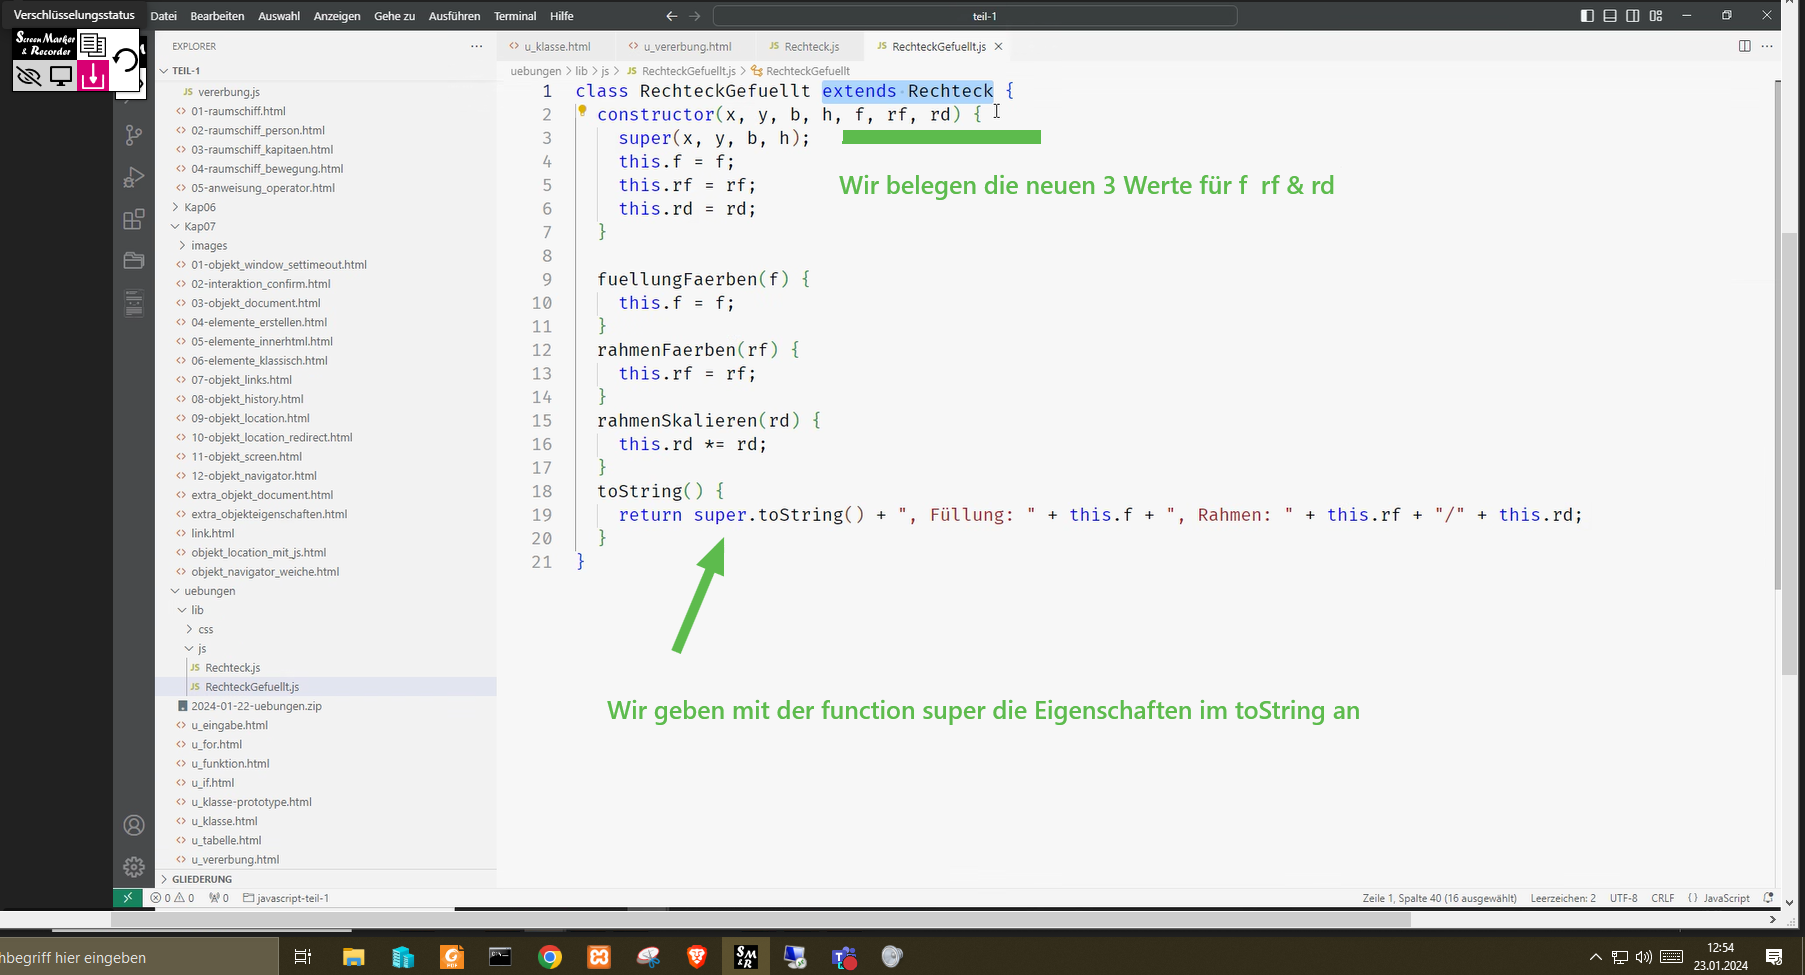 Verschlüsselungsstatus
Datei Bearbeiten Auswahl Anzeigen Gehe zu Ausführen Terminal Hilfe
teil-1
Screen Marker
& Recorder
EXPLORER
u_klasse.html
u_vererbung.html
JS Rechteck.js
JS RechteckGefuellt.js
TEIL-1
uebungen > lib > js > JS RechteckGefuellt.js > RechteckGefuellt
JS vererbung.js
01-raumschiff.html
02-raumschiff_person.html
03-raumschiff_kapitaen.html
04-raumschiff_bewegung.html
05-anweisung_operator.html
Kap06
Kap07
images
01-objekt_window_settimeout.html
02-interaktion_confirm.html
03-objekt_document.html
04-elemente_erstellen.html
05-elemente_innerhtml.html
06-elemente_klassisch.html
07-objekt_links.html
08-objekt_history.html
09-objekt_location.html
10-objekt_location_redirect.html
11-objekt_screen.html
12-objekt_navigator.html
extra_objekt_document.html
extra_objekteigenschaften.html
link.html
objekt_location_mit_js.html
objekt_navigator_weiche.html
uebungen
lib
css
js
JS Rechteck.js
JS RechteckGefuellt.js
2024-01-22-uebungen.zip
u_eingabe.html
u_for.html
u_funktion.html
u_if.html
u_klasse-prototype.html
u_klasse.html
u_tabelle.html
u_vererbung.html
GLIEDERUNG
1 class RechteckGefuellt extends Rechteck {
2 constructor(x, y, b, h, f, rf, rd) {
3 super(x, y, b, h);
4 this.f = f;
5 this.rf = rf;
6 this.rd = rd;
7 }
8
9 fuellungFaerben(f) {
10 this.f = f;
11 }
12 rahmenFaerben(rf) {
13 this.rf = rf;
14 }
15 rahmenSkalieren(rd) {
16 this.rd *= rd;
17 }
18 toString() {
19 return super.toString() + ", Füllung: " + this.f + ", Rahmen: " + this.rf + "/" + this.rd;
20 }
21 }
Wir belegen die neuen 3 Werte für f rf & rd
Wir geben mit der function super die Eigenschaften im toString an
0 0 0 javascript-teil-1
Zeile 1, Spalte 40 (16 ausgewählt) Leerzeichen: 2 UTF-8 CRLF {} JavaScript
hbegriff hier eingeben
PDF
S
M
&R
12:54
23.01.2024